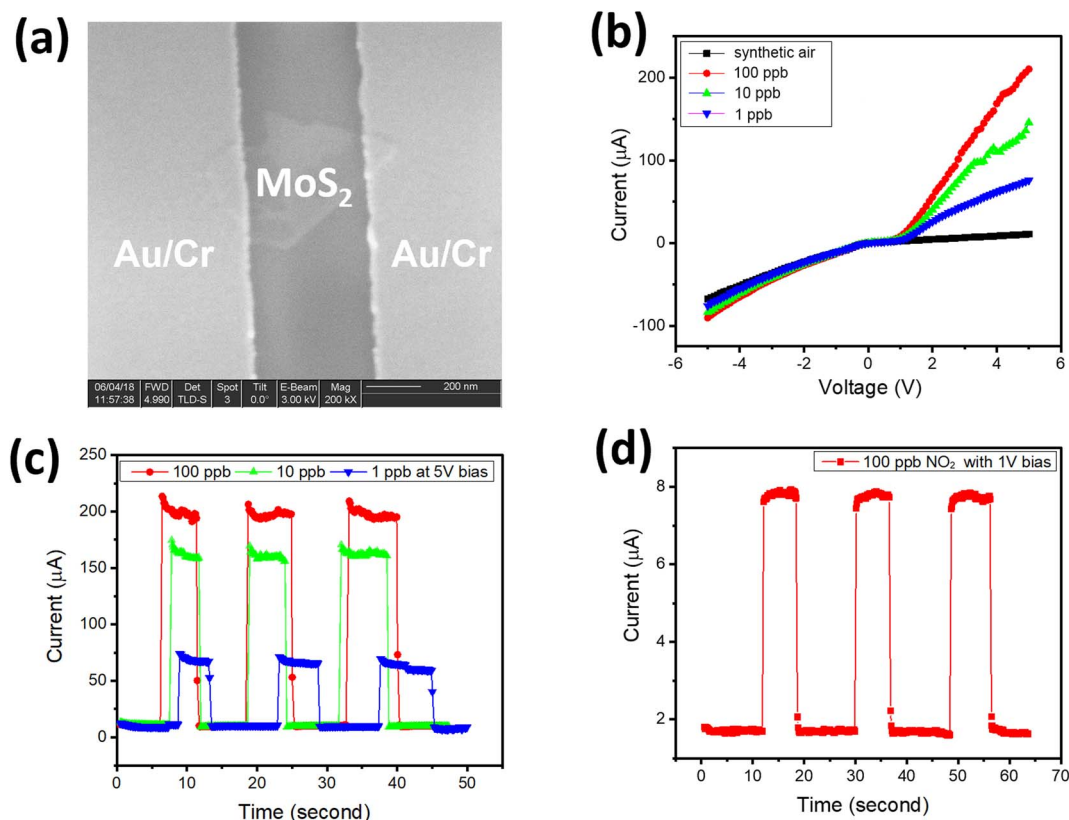 (a)
MoS₂
Au/Cr
Au/Cr
06/04/18 FWD Det Spot Tilt E-Beam Mag
11:57:38 4.990 TLD-S 3 0.0° 3.00 kV 200 kX 200 nm
(b)
synthetic air
100 ppb
10 ppb
1 ppb
Current (µA)
200
100
0
-100
-6 -4 -2 0 2 4 6
Voltage (V)
(c)
100 ppb 10 ppb 1 ppb at 5V bias
Current (µA)
250
200
150
100
50
0
0 10 20 30 40 50
Time (second)
(d)
100 ppb NO₂ with 1V bias
Current (µA)
8
6
4
2
0 10 20 30 40 50 60 70
Time (second)